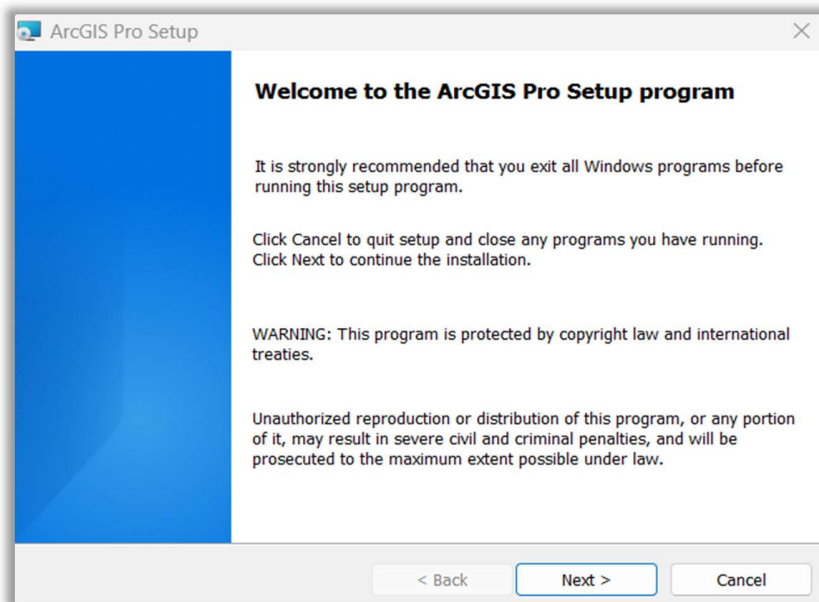 ArcGIS Pro Setup
Welcome to the ArcGIS Pro Setup program
It is strongly recommended that you exit all Windows programs before
running this setup program.
Click Cancel to quit setup and close any programs you have running.
Click Next to continue the installation.
WARNING: This program is protected by copyright law and international
treaties.
Unauthorized reproduction or distribution of this program, or any portion
of it, may result in severe civil and criminal penalties, and will be
prosecuted to the maximum extent possible under law.
< Back Next > Cancel